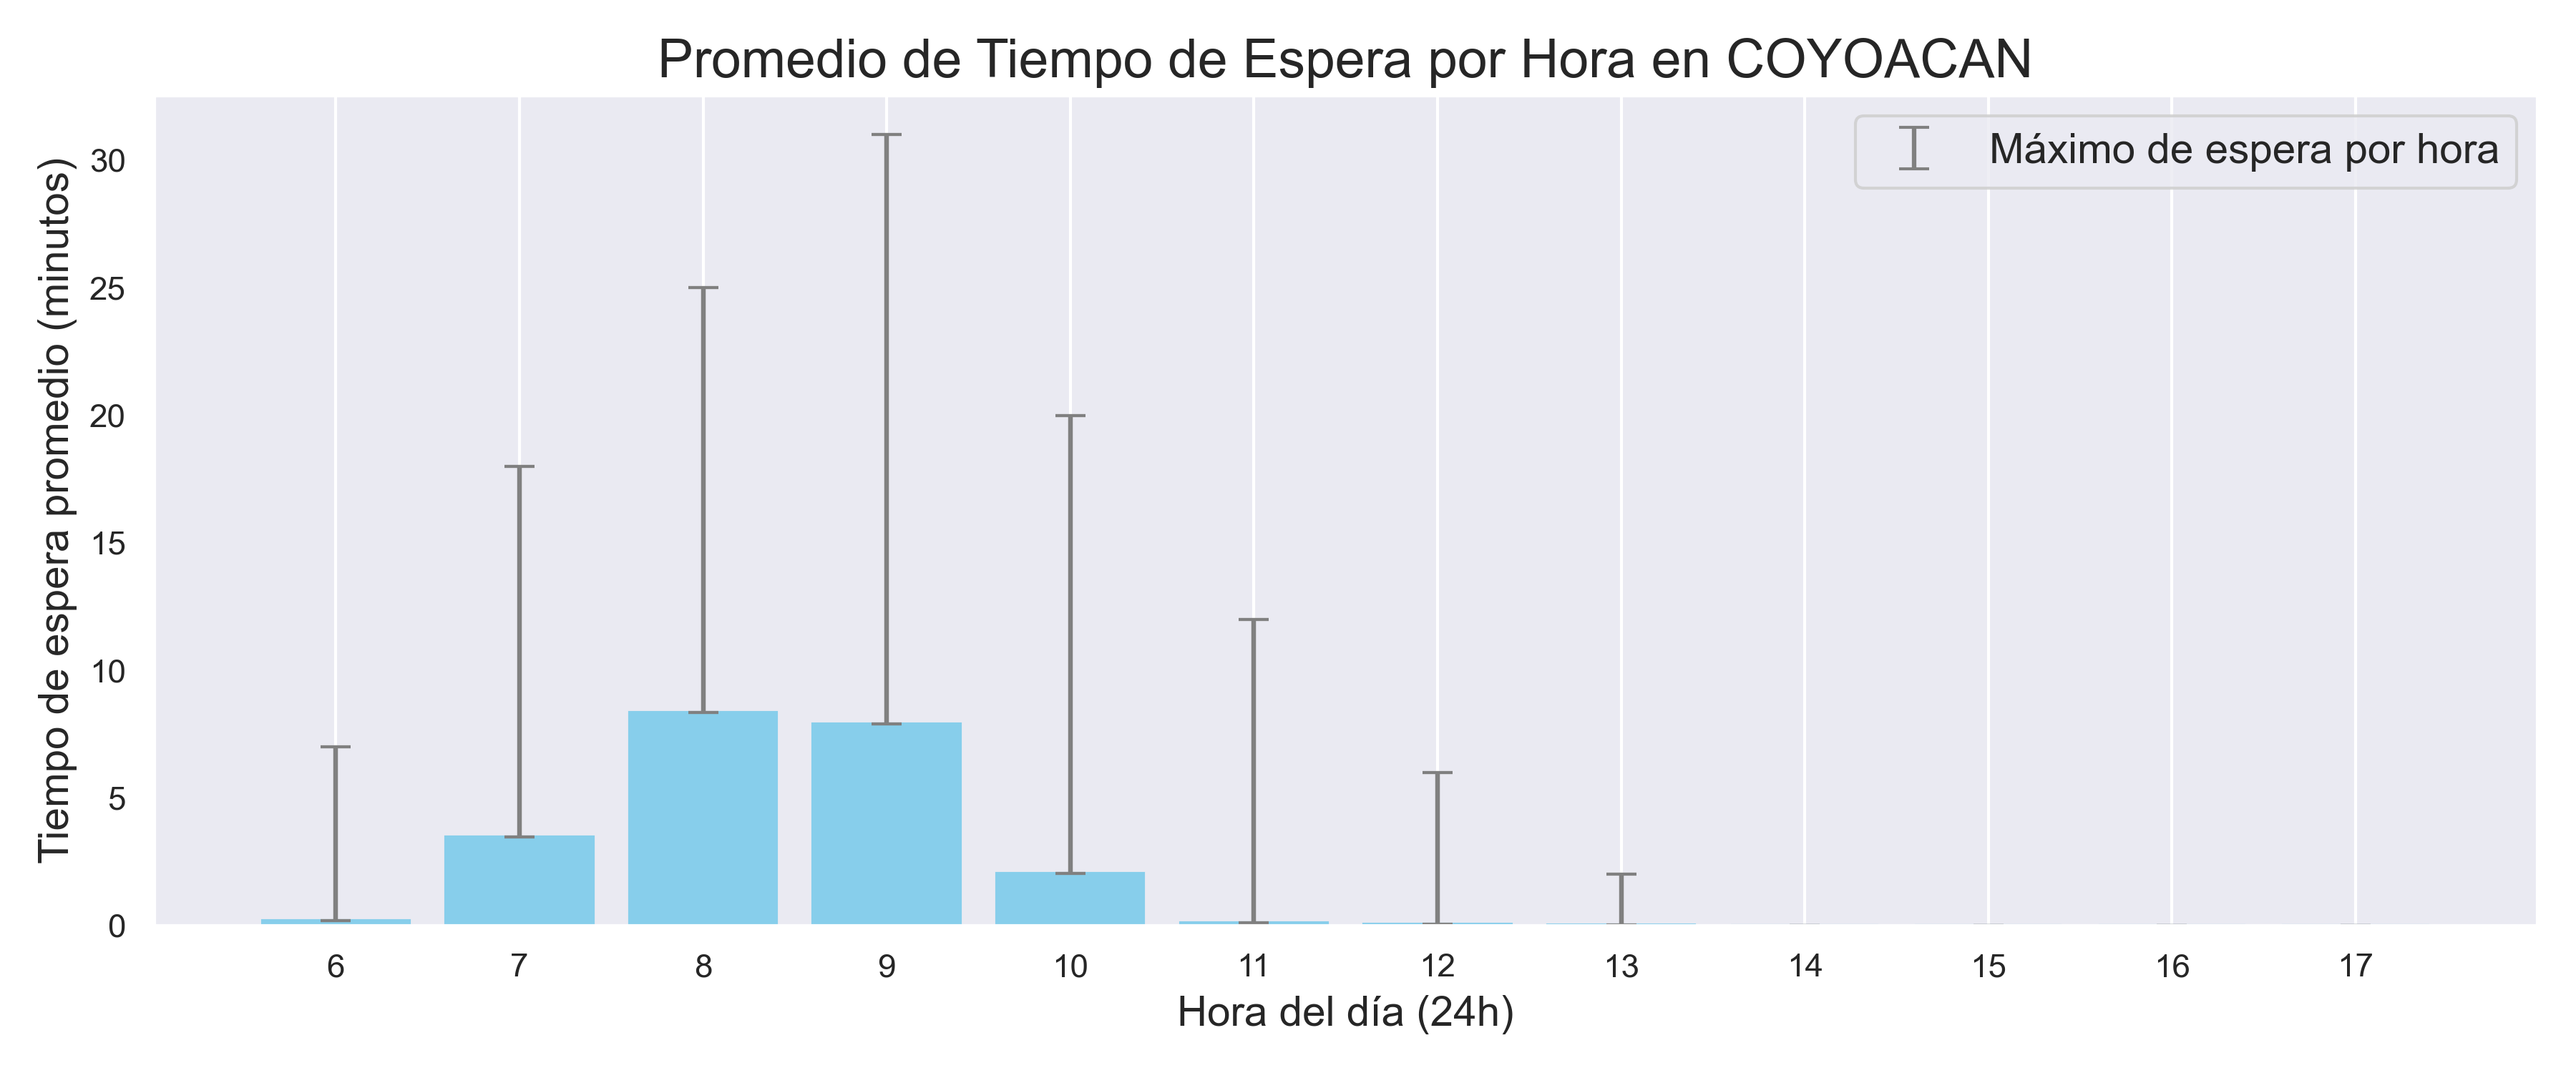 Promedio de Tiempo de Espera por Hora en COYOACAN
Máximo de espera por hora
Tiempo de espera promedio (minutos)
30
25
20
15
10
5
0
6 7 8 9 10 11 12 13 14 15 16 17
Hora del día (24h)